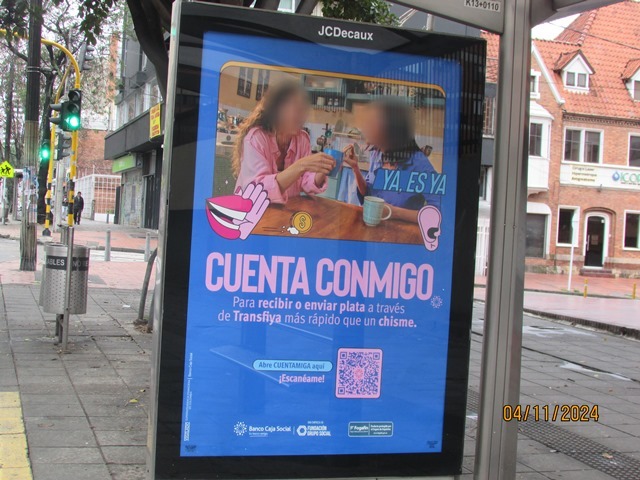 K13+0110
JCDecaux
YA, ES YA
$
CUENTA CONMIGO
Para recibir o enviar plata a través
de Transfiya más rápido que un chisme.
Abre CUENTAMIGA aquí
¡Escanéame!
Banco Caja Social
FUNDACIÓN
GRUPO SOCIAL
Fogafín
04/11/2024